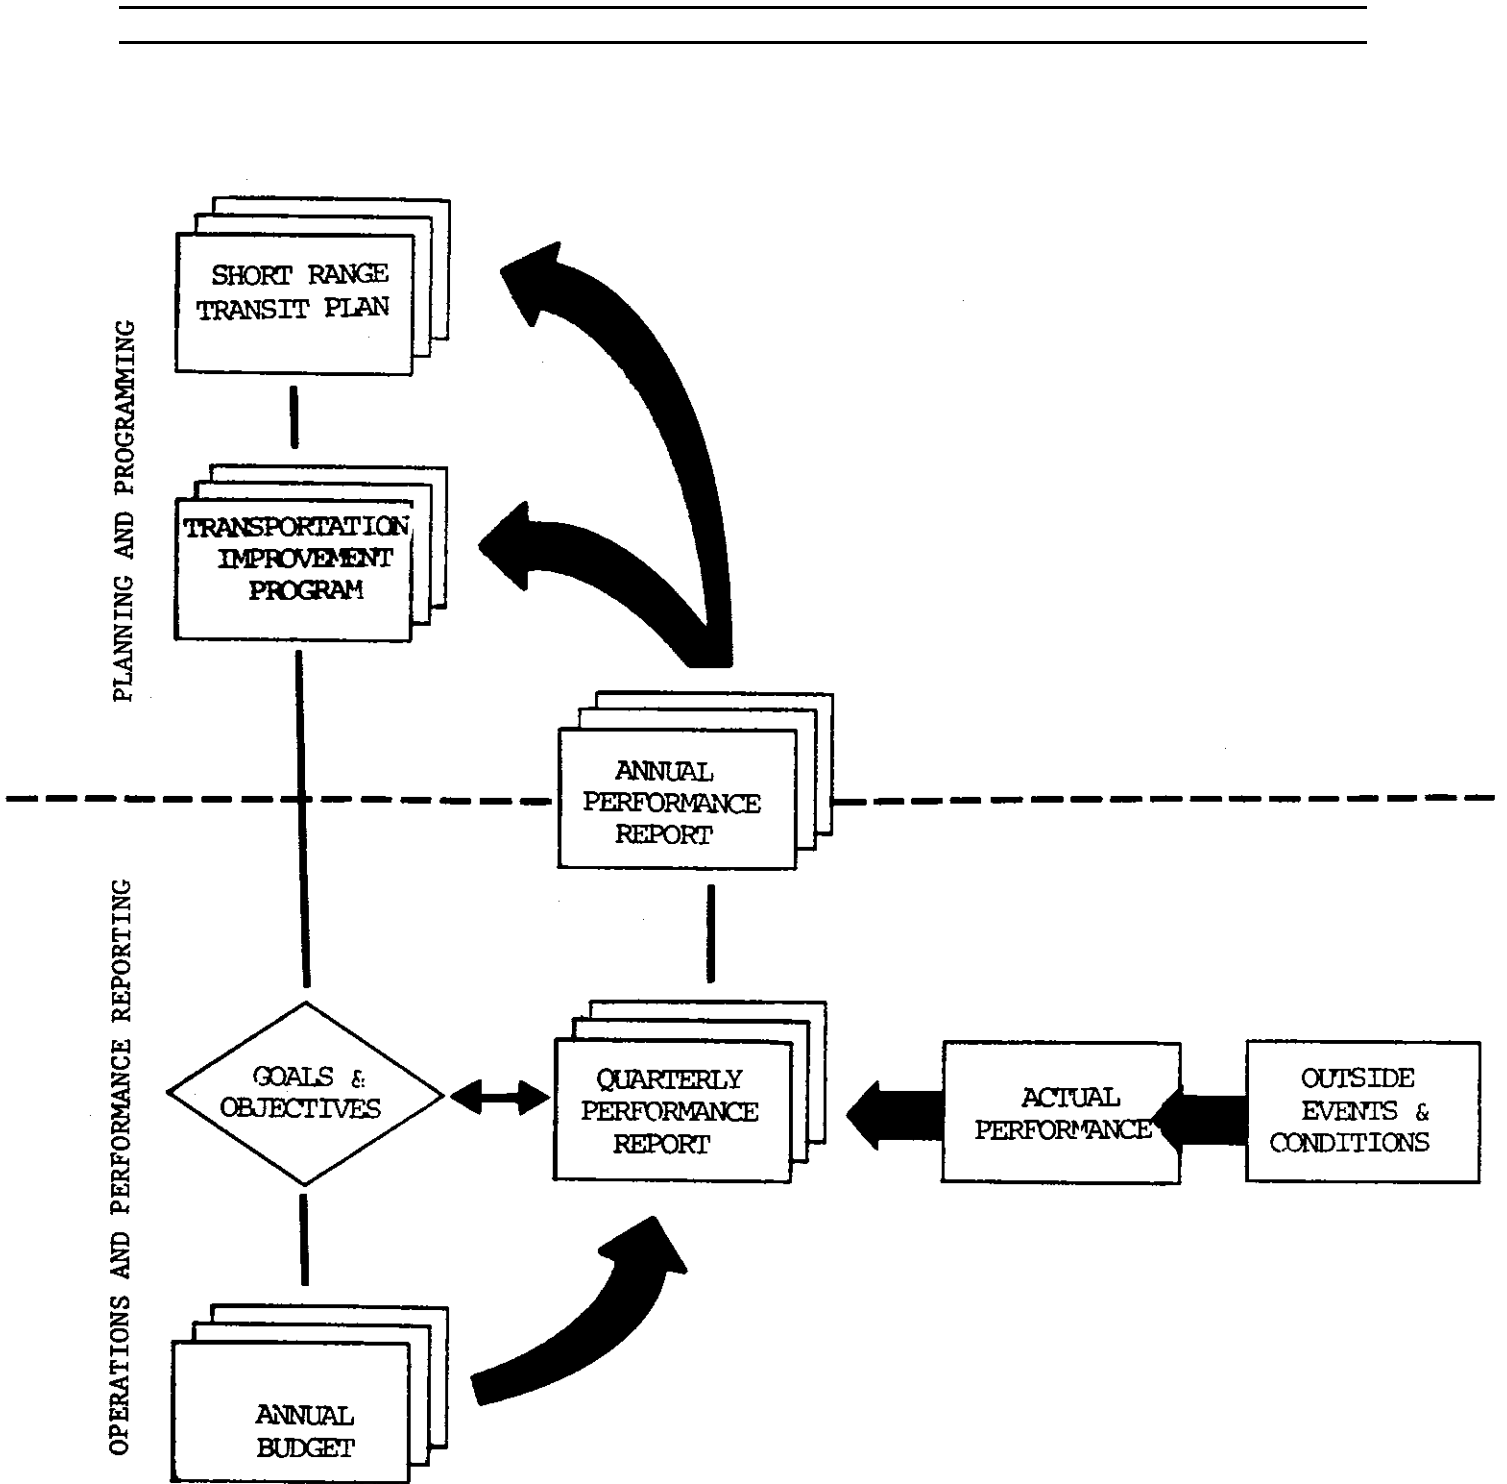 SHORT RANGE
TRANSIT PLAN
PLANNING AND PROGRAMMING
TRANSPORTATION
IMPROVEMENT
PROGRAM
ANNUAL
PERFORMANCE
REPORT
OPERATIONS AND PERFORMANCE REPORTING
GOALS &
OBJECTIVES
QUARTERLY
PERFORMANCE
REPORT
ACTUAL
PERFORMANCE
OUTSIDE
EVENTS &
CONDITIONS
ANNUAL
BUDGET